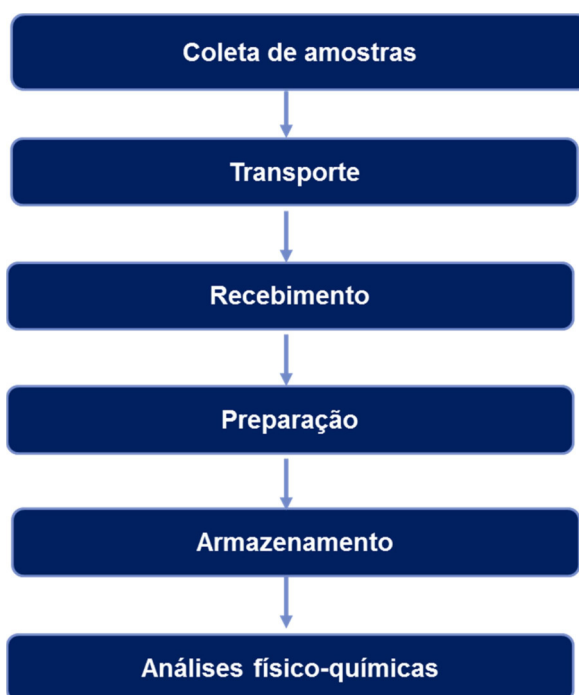 Coleta de amostras
Transporte
Recebimento
Preparação
Armazenamento
Análises físico-químicas